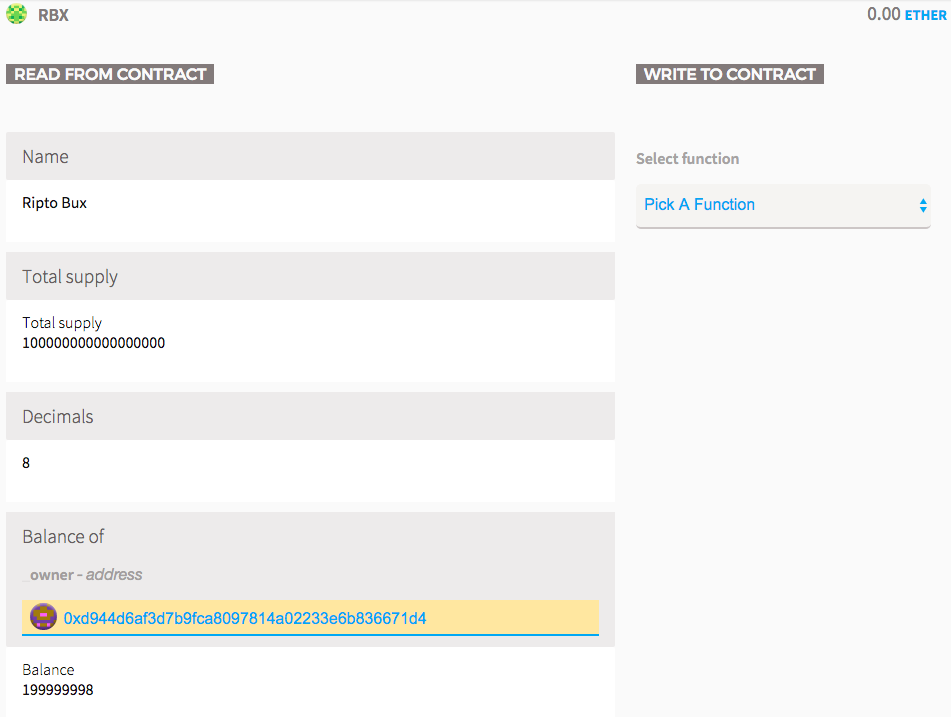 RBX
0.00 ETHER
READ FROM CONTRACT
WRITE TO CONTRACT
Name
Ripto Bux
Select function
Pick A Function
Total supply
Total supply
100000000000000000
Decimals
8
Balance of
_owner - address
0xd944d6af3d7b9fca8097814a02233e6b836671d4
Balance
199999998